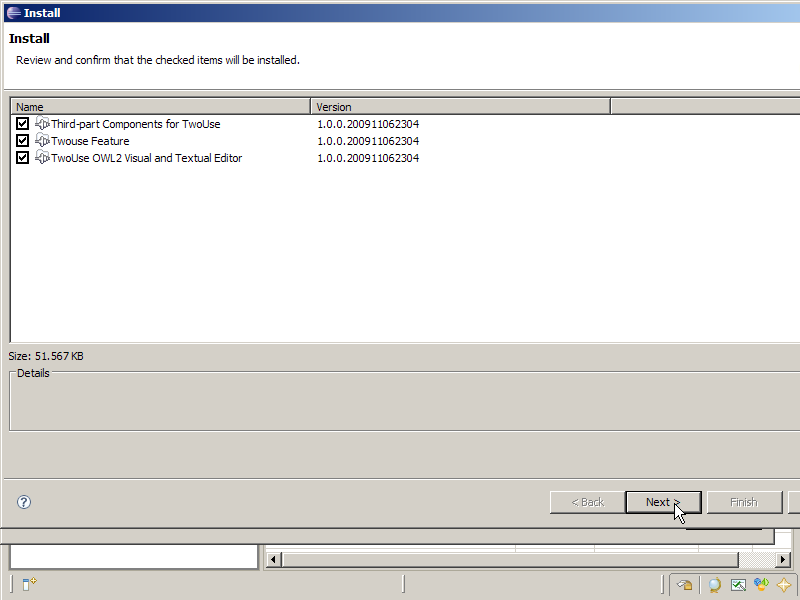 Install
Install
Review and confirm that the checked items will be installed.
Name Version
Third-part Components for TwoUse 1.0.0.200911062304
Twouse Feature 1.0.0.200911062304
TwoUse OWL2 Visual and Textual Editor 1.0.0.200911062304
Size: 51.567 KB
Details
< Back Next > Finish